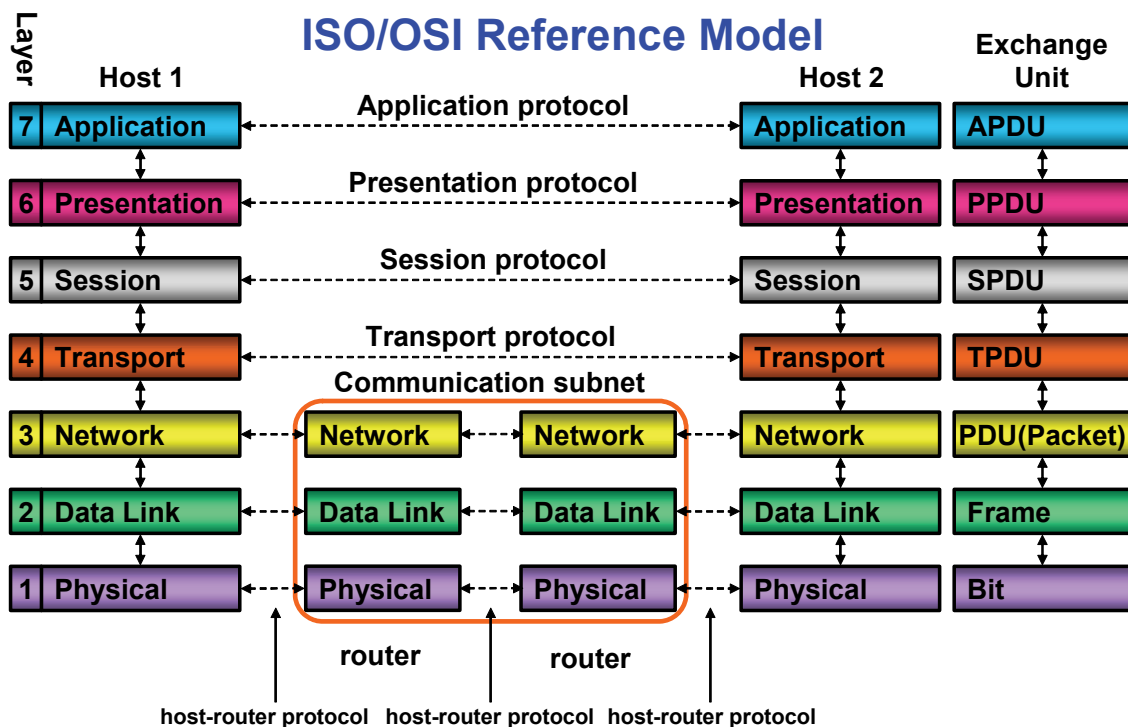 ISO/OSI Reference Model
Layer
Host 1
Host 2
Exchange
Unit
7 Application
Application protocol
Application
APDU
6 Presentation
Presentation protocol
Presentation
PPDU
5 Session
Session protocol
Session
SPDU
4 Transport
Transport protocol
Transport
TPDU
Communication subnet
3 Network
Network
Network
Network
PDU(Packet)
2 Data Link
Data Link
Data Link
Data Link
Frame
1 Physical
Physical
Physical
Physical
Bit
router
router
host-router protocol
host-router protocol
host-router protocol